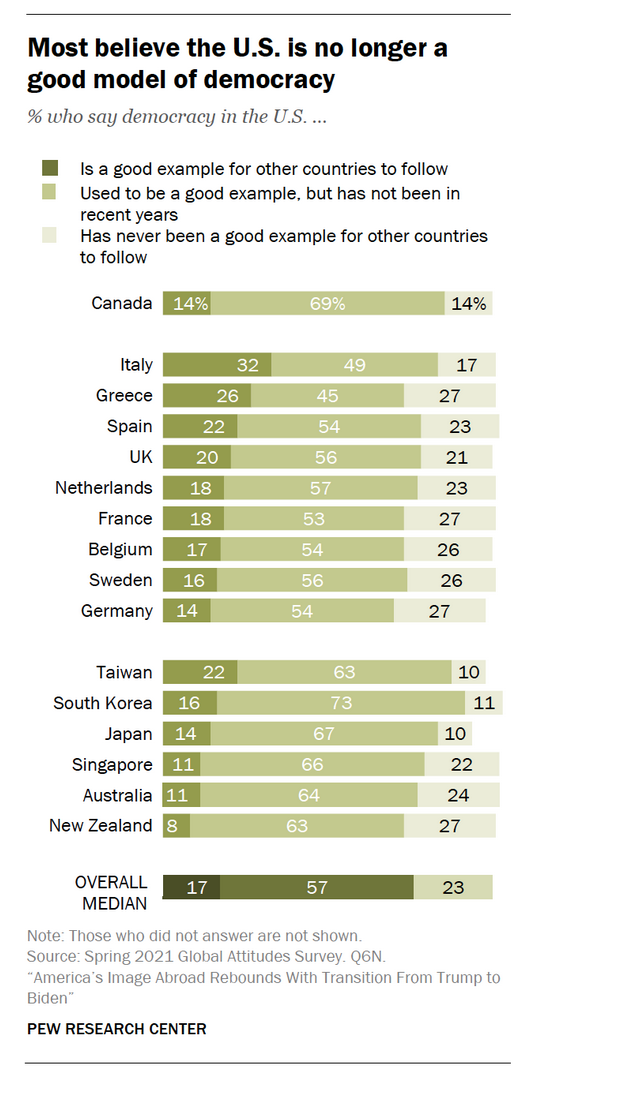 Most believe the U.S. is no longer a
good model of democracy
% who say democracy in the U.S. ...
Is a good example for other countries to follow
Used to be a good example, but has not been in
recent years
Has never been a good example for other countries
to follow
Canada 14% 69% 14%
Italy 32 49 17
Greece 26 45 27
Spain 22 54 23
UK 20 56 21
Netherlands 18 57 23
France 18 53 27
Belgium 17 54 26
Sweden 16 56 26
Germany 14 54 27
Taiwan 22 63 10
South Korea 16 73 11
Japan 14 67 10
Singapore 11 66 22
Australia 11 64 24
New Zealand 8 63 27
OVERALL
MEDIAN 17 57 23
Note: Those who did not answer are not shown.
Source: Spring 2021 Global Attitudes Survey. Q6N.
“America’s Image Abroad Rebounds With Transition From Trump to
Biden”
PEW RESEARCH CENTER